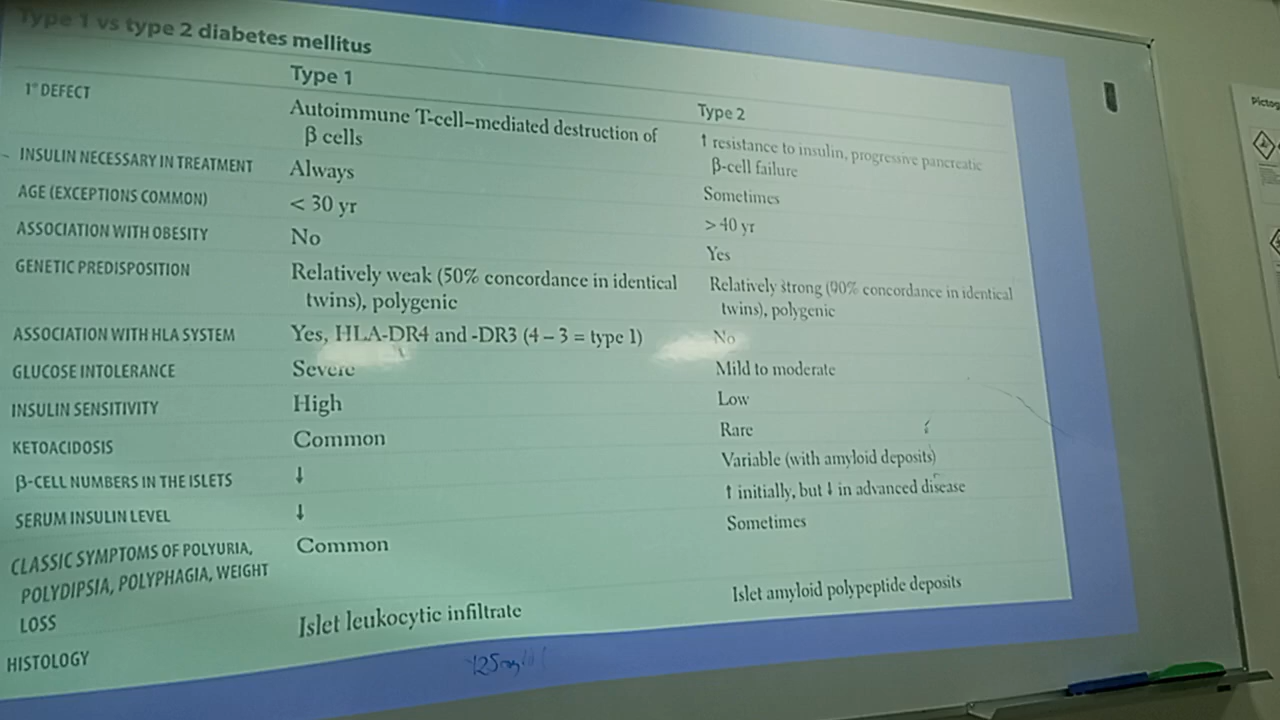 Type 1 vs type 2 diabetes mellitus
Type 1
Type 2
1° DEFECT
Autoimmune T-cell–mediated destruction of
β cells
↑ resistance to insulin, progressive pancreatic
β-cell failure
INSULIN NECESSARY IN TREATMENT
Always
Sometimes
AGE (EXCEPTIONS COMMON)
< 30 yr
> 40 yr
ASSOCIATION WITH OBESITY
No
Yes
GENETIC PREDISPOSITION
Relatively weak (50% concordance in identical
twins), polygenic
Relatively strong (90% concordance in identical
twins), polygenic
ASSOCIATION WITH HLA SYSTEM
Yes, HLA-DR4 and -DR3 (4 – 3 = type 1)
No
GLUCOSE INTOLERANCE
Severe
Mild to moderate
INSULIN SENSITIVITY
High
Low
KETOACIDOSIS
Common
Rare
β-CELL NUMBERS IN THE ISLETS
↓
Variable (with amyloid deposits)
SERUM INSULIN LEVEL
↓
↑ initially, but ↓ in advanced disease
CLASSIC SYMPTOMS OF POLYURIA,
POLYDIPSIA, POLYPHAGIA, WEIGHT
LOSS
Common
Sometimes
HISTOLOGY
Islet leukocytic infiltrate
Islet amyloid polypeptide deposits